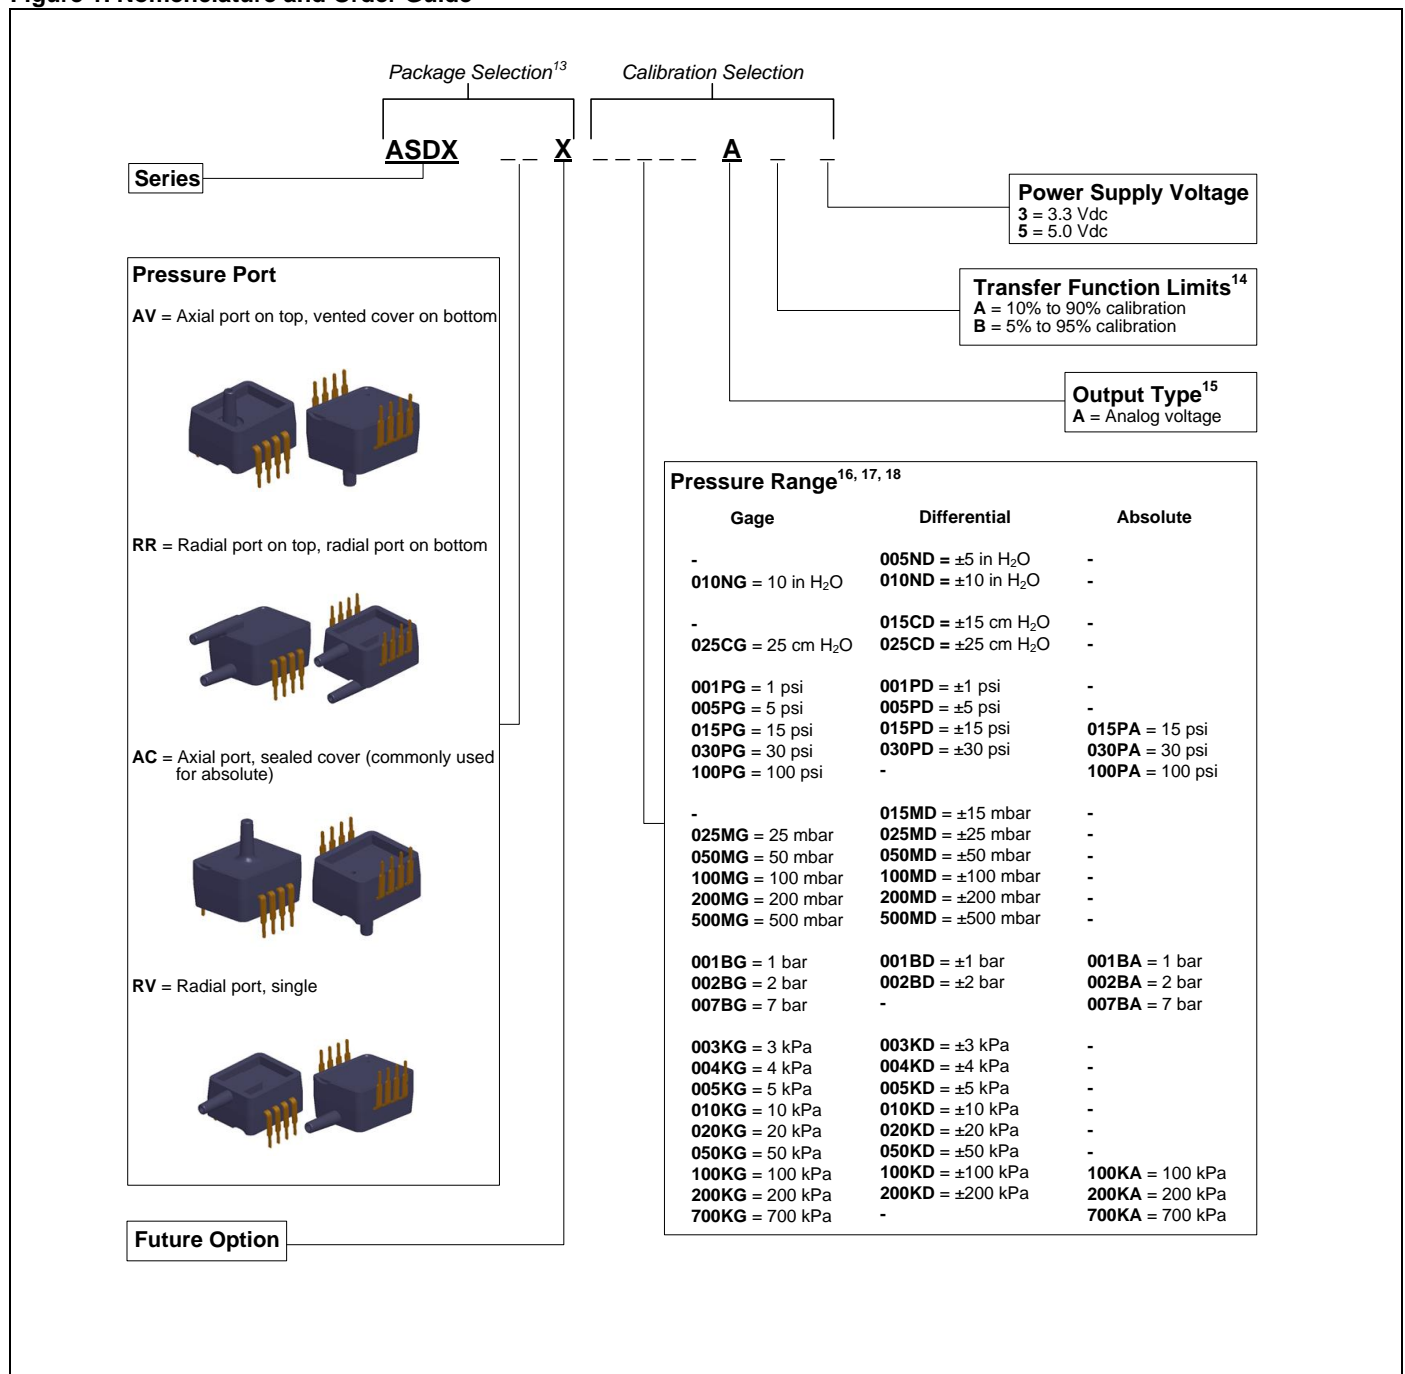 Figure 1. Nomenclature and Order Guide
Package Selection13 Calibration Selection
ASDX _ _ X _ _ _ _ _ A _ _
Series
Power Supply Voltage
3 = 3.3 Vdc
5 = 5.0 Vdc
Transfer Function Limits14
A = 10% to 90% calibration
B = 5% to 95% calibration
Output Type15
A = Analog voltage
Pressure Port
AV = Axial port on top, vented cover on bottom
RR = Radial port on top, radial port on bottom
AC = Axial port, sealed cover (commonly used
for absolute)
RV = Radial port, single
Future Option
Pressure Range16, 17, 18
Gage Differential Absolute
- 005ND = ±5 in H2O -
010NG = 10 in H2O 010ND = ±10 in H2O -
- 015CD = ±15 cm H2O -
025CG = 25 cm H2O 025CD = ±25 cm H2O -
001PG = 1 psi 001PD = ±1 psi -
005PG = 5 psi 005PD = ±5 psi -
015PG = 15 psi 015PD = ±15 psi 015PA = 15 psi
030PG = 30 psi 030PD = ±30 psi 030PA = 30 psi
100PG = 100 psi - 100PA = 100 psi
- 015MD = ±15 mbar -
025MG = 25 mbar 025MD = ±25 mbar -
050MG = 50 mbar 050MD = ±50 mbar -
100MG = 100 mbar 100MD = ±100 mbar -
200MG = 200 mbar 200MD = ±200 mbar -
500MG = 500 mbar 500MD = ±500 mbar -
001BG = 1 bar 001BD = ±1 bar 001BA = 1 bar
002BG = 2 bar 002BD = ±2 bar 002BA = 2 bar
007BG = 7 bar - 007BA = 7 bar
003KG = 3 kPa 003KD = ±3 kPa -
004KG = 4 kPa 004KD = ±4 kPa -
005KG = 5 kPa 005KD = ±5 kPa -
010KG = 10 kPa 010KD = ±10 kPa -
020KG = 20 kPa 020KD = ±20 kPa -
050KG = 50 kPa 050KD = ±50 kPa -
100KG = 100 kPa 100KD = ±100 kPa 100KA = 100 kPa
200KG = 200 kPa 200KD = ±200 kPa 200KA = 200 kPa
700KG = 700 kPa - 700KA = 700 kPa